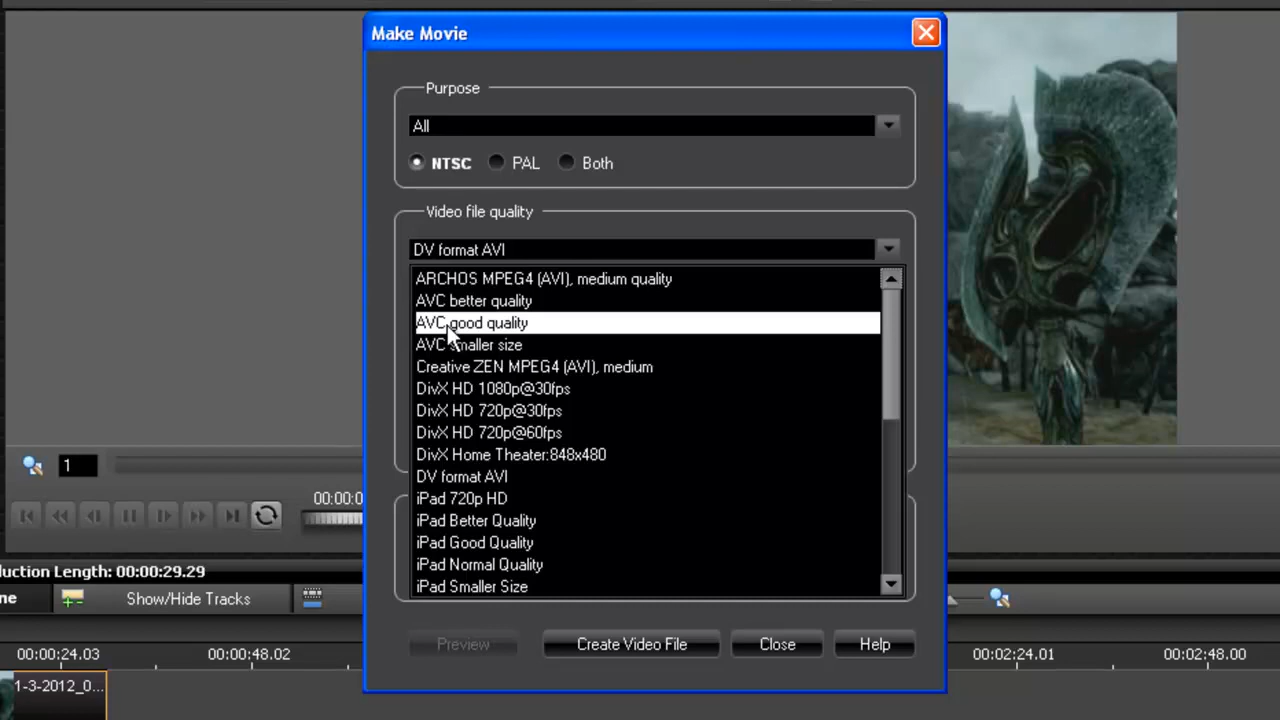 Make Movie
Purpose
All
NTSC PAL Both
Video file quality
DV format AVI
ARCHOS MPEG4 (AVI), medium quality
AVC better quality
AVC good quality
AVC smaller size
Creative ZEN MPEG4 (AVI), medium
DivX HD 1080p@30fps
DivX HD 720p@30fps
DivX HD 720p@60fps
DivX Home Theater:848x480
DV format AVI
iPad 720p HD
iPad Better Quality
iPad Good Quality
iPad Normal Quality
iPad Smaller Size
1
00:00:0
uction Length: 00:00:29.29
ne Show/Hide Tracks
Preview Create Video File Close Help
00:00:24.03 00:00:48.02 00:02:24.01 00:02:48.00
1-3-2012_0...